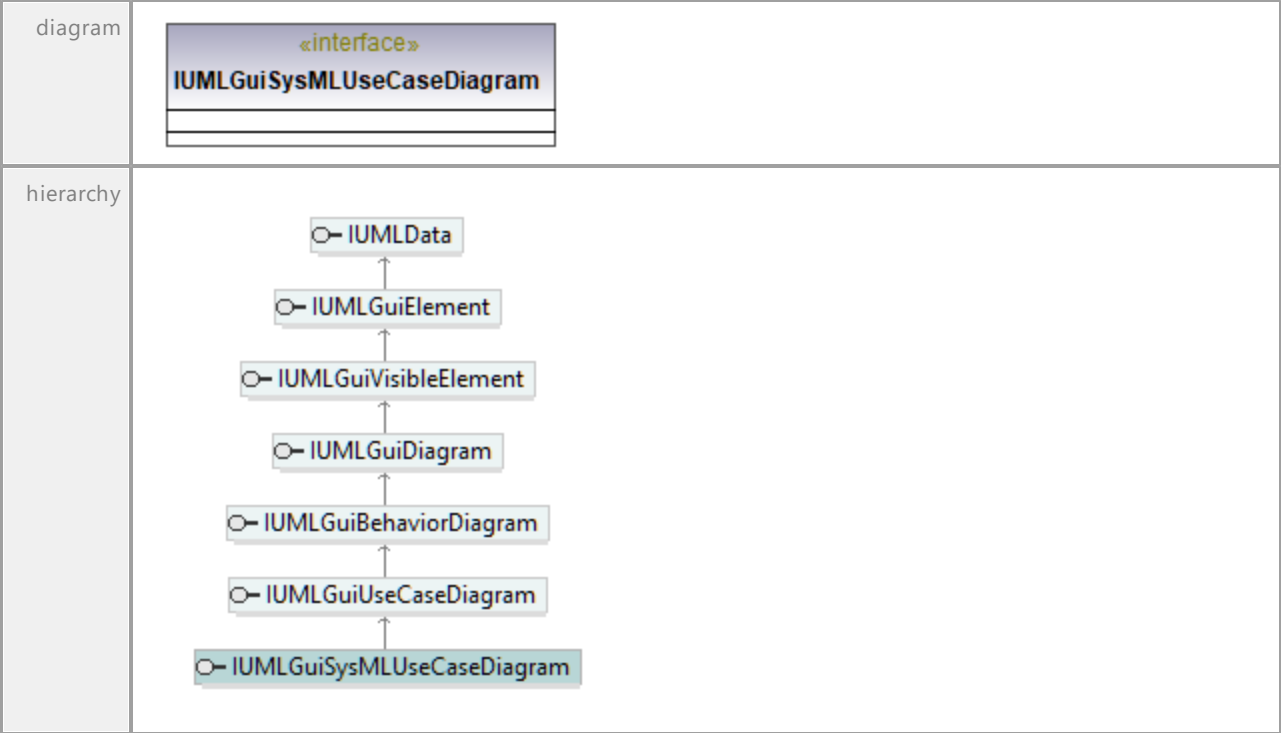 diagram
«interface»
IUMLGuiSysMLUseCaseDiagram
hierarchy
IUMLData
IUMLGuiElement
IUMLGuiVisibleElement
IUMLGuiDiagram
IUMLGuiBehaviorDiagram
IUMLGuiUseCaseDiagram
IUMLGuiSysMLUseCaseDiagram